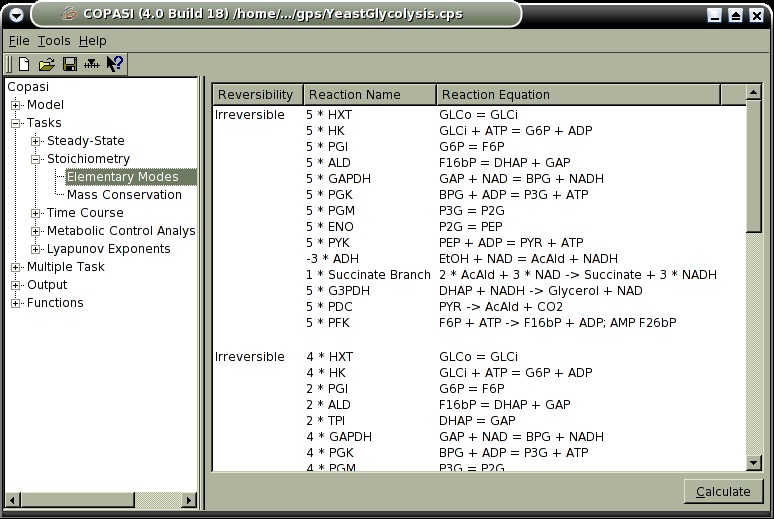 COPASI (4.0 Build 18) /home/.../gps/YeastGlycolysis.cps
File Tools Help
Copasi
Model
Tasks
Steady-State
Stoichiometry
Elementary Modes
Mass Conservation
Time Course
Metabolic Control Analys
Lyapunov Exponents
Multiple Task
Output
Functions
Reversibility Reaction Name Reaction Equation
Irreversible 5 * HXT GLCo = GLCi
5 * HK GLCi + ATP = G6P + ADP
5 * PGI G6P = F6P
5 * ALD F16bP = DHAP + GAP
5 * GAPDH GAP + NAD = BPG + NADH
5 * PGK BPG + ADP = P3G + ATP
5 * PGM P3G = P2G
5 * ENO P2G = PEP
5 * PYK PEP + ADP = PYR + ATP
-3 * ADH EtOH + NAD = AcAld + NADH
1 * Succinate Branch 2 * AcAld + 3 * NAD -> Succinate + 3 * NADH
5 * G3PDH DHAP + NADH -> Glycerol + NAD
5 * PDC PYR -> AcAld + CO2
5 * PFK F6P + ATP -> F16bP + ADP; AMP F26bP
Irreversible 4 * HXT GLCo = GLCi
4 * HK GLCi + ATP = G6P + ADP
2 * PGI G6P = F6P
2 * ALD F16bP = DHAP + GAP
2 * TPI DHAP = GAP
4 * GAPDH GAP + NAD = BPG + NADH
4 * PGK BPG + ADP = P3G + ATP
4 * PGM P3G = P2G
Calculate